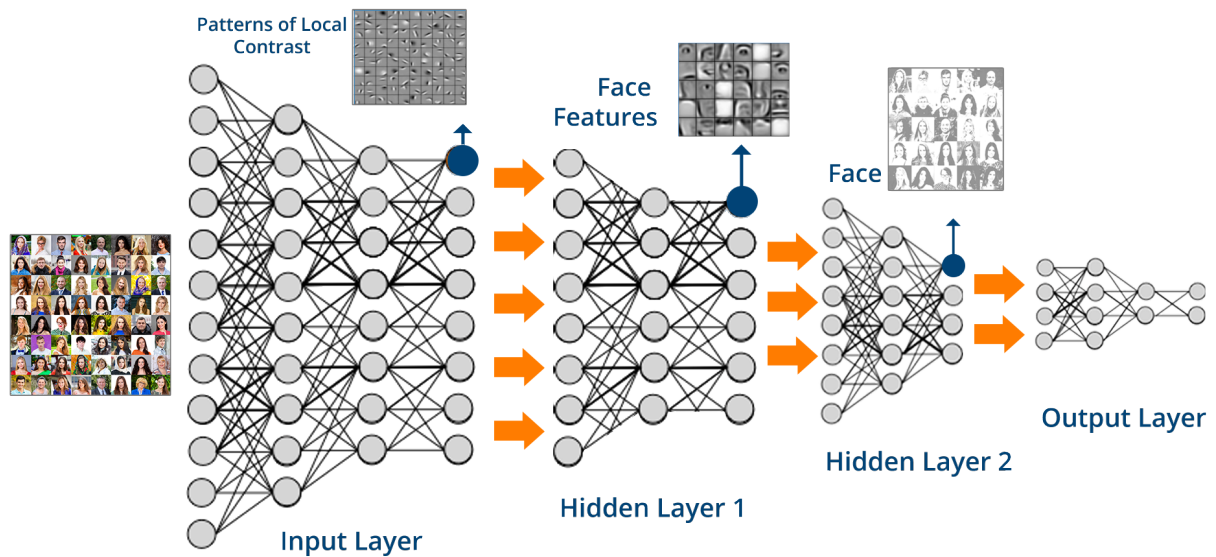 Patterns of Local
Contrast
Face
Features
Face
Input Layer
Hidden Layer 1
Hidden Layer 2
Output Layer